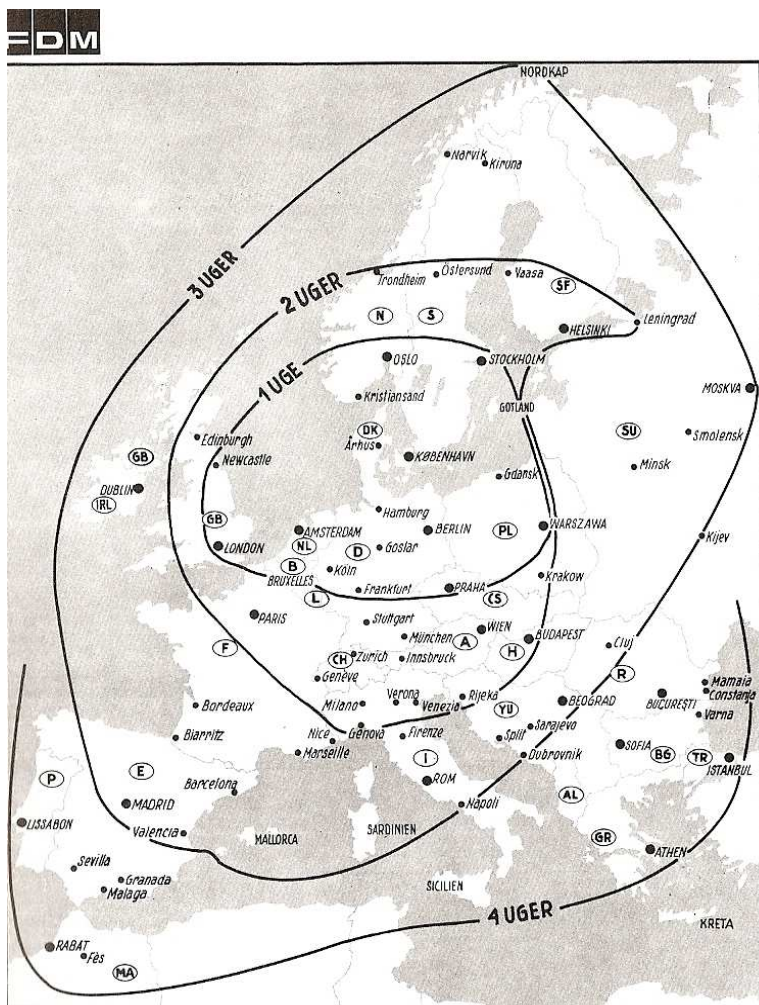 FDM
NORDKAP
Narvik
Kiruna
3 UGER
2 UGER
Trondheim
Östersund
Vaasa
SF
N
S
Leningrad
HELSINKI
1 UGE
OSLO
STOCKHOLM
MOSKVA
Kristiansand
GOTLAND
DK
SU
Smolensk
Edinburgh
Århus
KØBENHAVN
GB
Newcastle
Minsk
Gdansk
DUBLIN
IRL
Hamburg
GB
AMSTERDAM
BERLIN
PL
WARSZAWA
NL
D
Goslar
Kijev
LONDON
B
Köln
BRUXELLES
Krakow
Frankfurt
PRAHA
L
CS
PARIS
Stuttgart
WIEN
München
A
BUDAPEST
F
H
Cluj
CH
Zurich
Innsbruck
Genève
R
Mamaia
Constanja
Verona
Rijeka
Milano
Venezia
BEOGRAD
BUCUREȘTI
Bordeaux
YU
Varna
Genova
Sarajevo
Nice
Firenze
Split
Biarritz
SOFIA
Marseille
I
Dubrovnik
BG
TR
ISTANBUL
P
E
ROM
Barcelona
AL
MADRID
Napoli
LISSABON
Valencia
MALLORCA
SARDINIEN
GR
ATHEN
Sevilla
Granada
Malaga
SICILIEN
4 UGER
KRETA
RABAT
Fès
MA